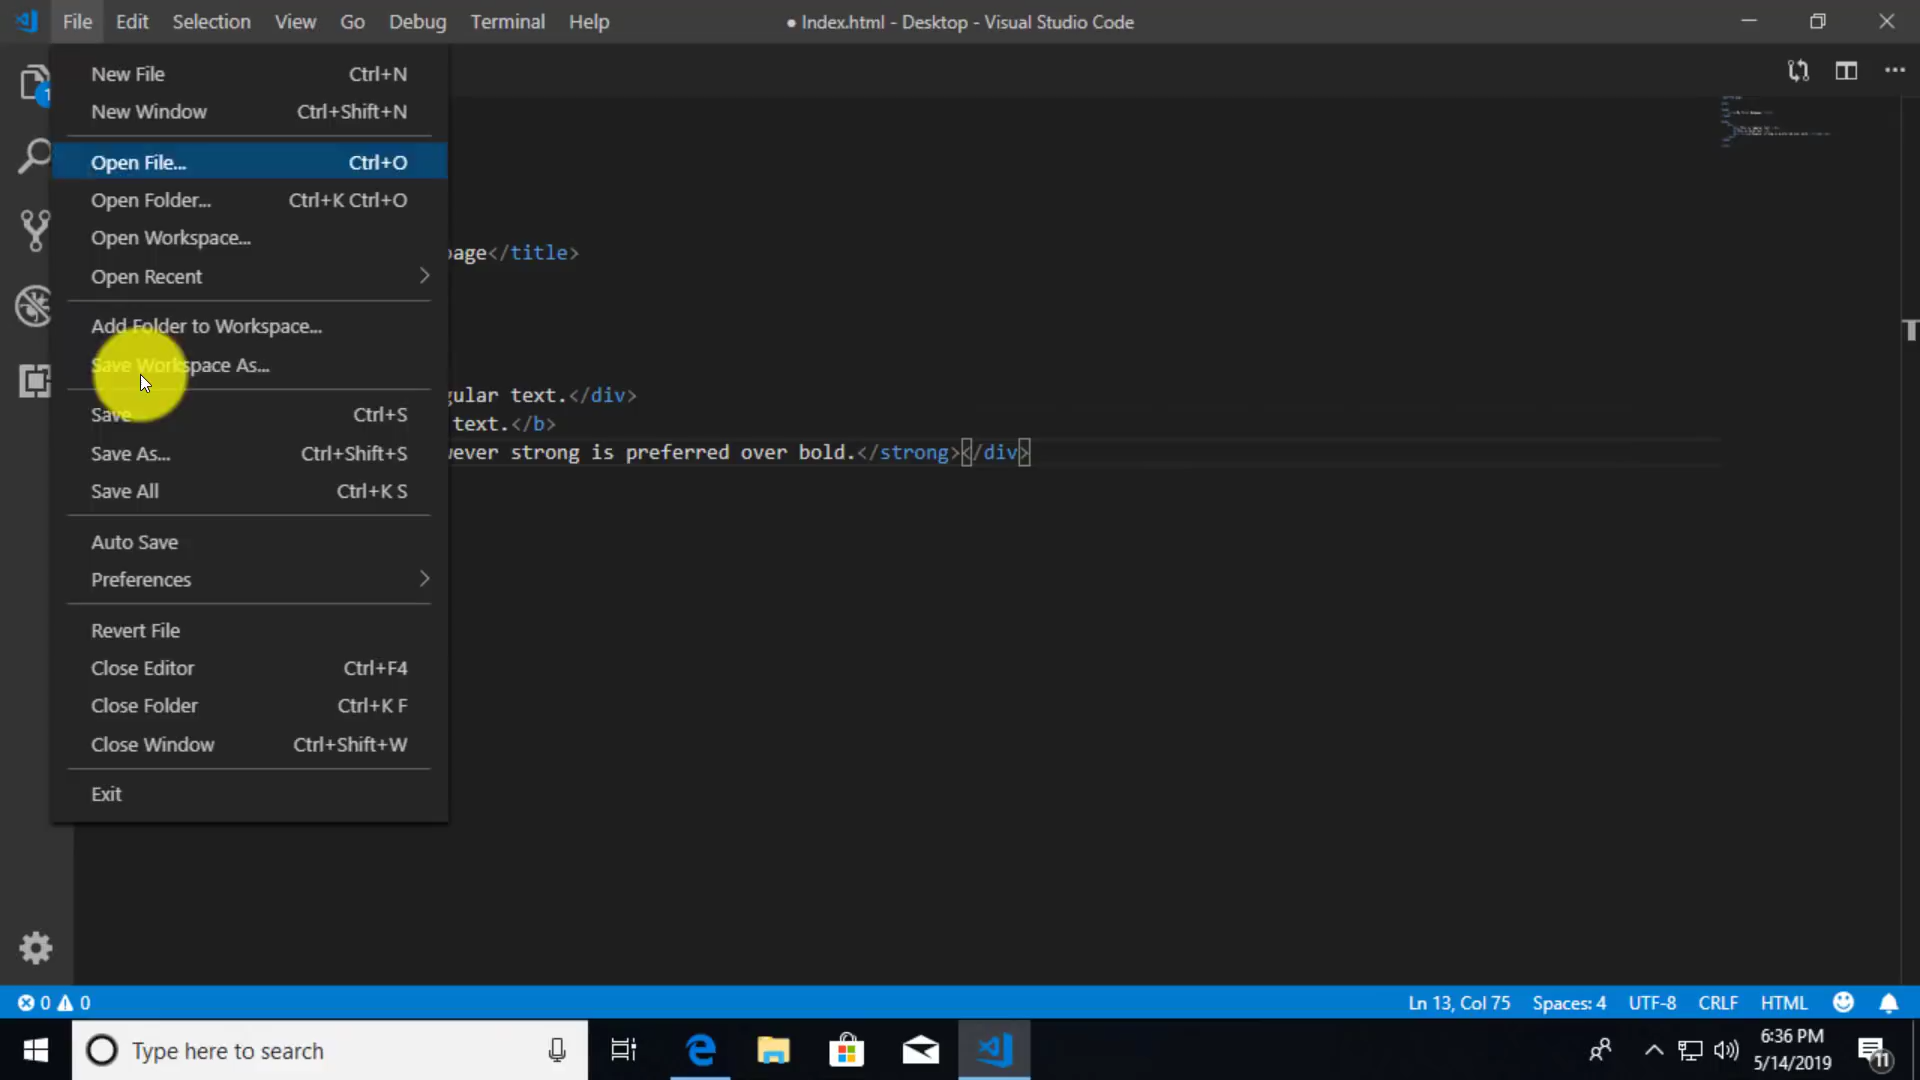 File Edit Selection View Go Debug Terminal Help ● Index.html - Desktop - Visual Studio Code
New File Ctrl+N
New Window Ctrl+Shift+N
Open File... Ctrl+O
Open Folder... Ctrl+K Ctrl+O
Open Workspace...
page</title>
Open Recent
Add Folder to Workspace...
Save Workspace As...
gular text.</div>
Save Ctrl+S
text.</b>
Save As... Ctrl+Shift+S
wever strong is preferred over bold.</strong></div>
Save All Ctrl+K S
Auto Save
Preferences
Revert File
Close Editor Ctrl+F4
Close Folder Ctrl+K F
Close Window Ctrl+Shift+W
Exit
0 0 Ln 13, Col 75 Spaces: 4 UTF-8 CRLF HTML
Type here to search
6:36 PM
5/14/2019
11
1